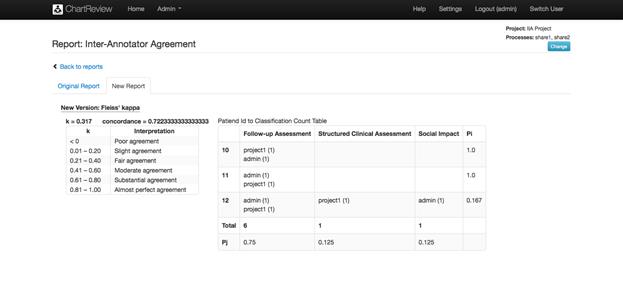 ChartReview Home Admin Help Settings Logout (admin) Switch User
Project: IIA Project
Processes: share1, share2
Change
Report: Inter-Annotator Agreement
Back to reports
Original Report New Report
New Version: Fleiss' kappa
k = 0.317 concordance = 0.7223333333333333
k Interpretation
< 0 Poor agreement
0.01 – 0.20 Slight agreement
0.21 – 0.40 Fair agreement
0.41 – 0.60 Moderate agreement
0.61 – 0.80 Substantial agreement
0.81 – 1.00 Almost perfect agreement
Patiend Id to Classification Count Table
Follow-up Assessment Structured Clinical Assessment Social Impact Pi
10 project1 (1) 1.0
admin (1)
11 admin (1) 1.0
project1 (1)
12 admin (1) project1 (1) admin (1) 0.167
project1 (1)
Total 6 1 1
Pj 0.75 0.125 0.125